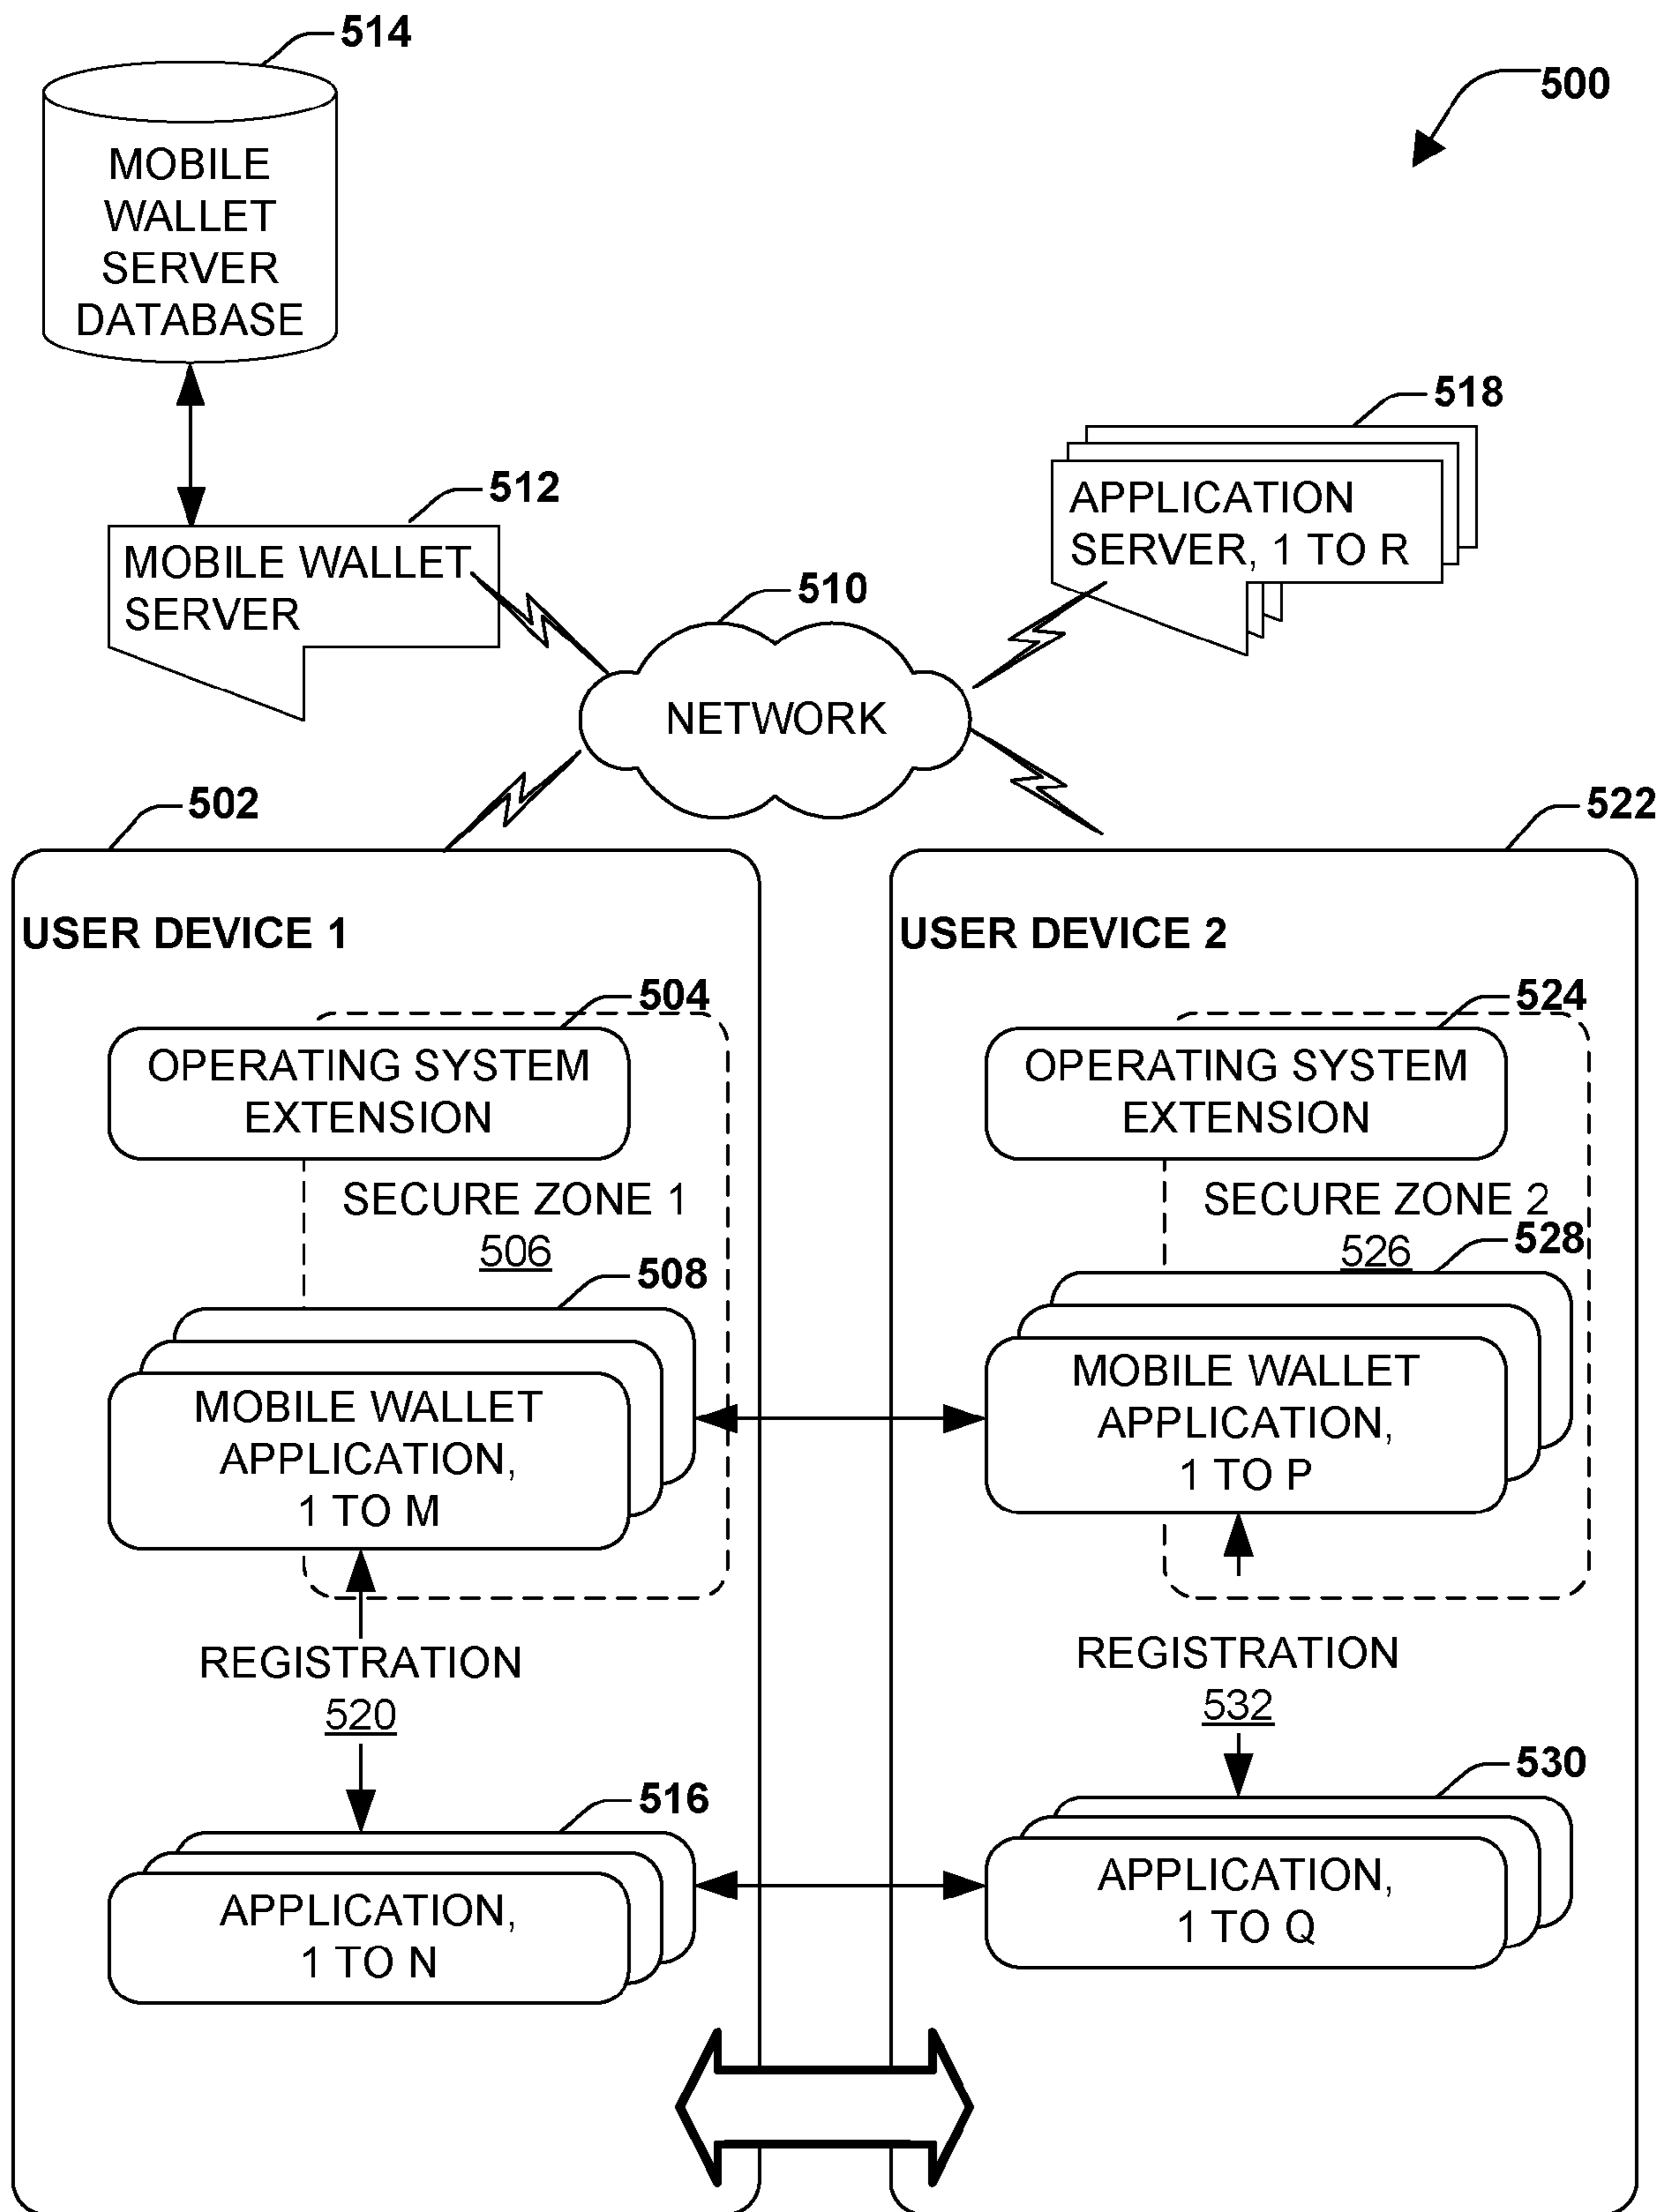 514
500
MOBILE
WALLET
SERVER
DATABASE
518
512
APPLICATION
SERVER, 1 TO R
MOBILE WALLET
SERVER
510
NETWORK
502
522
USER DEVICE 1
USER DEVICE 2
504
524
OPERATING SYSTEM
EXTENSION
OPERATING SYSTEM
EXTENSION
SECURE ZONE 1
506
SECURE ZONE 2
526
528
508
MOBILE WALLET
APPLICATION,
1 TO M
MOBILE WALLET
APPLICATION,
1 TO P
REGISTRATION
520
REGISTRATION
532
516
530
APPLICATION,
1 TO N
APPLICATION,
1 TO Q